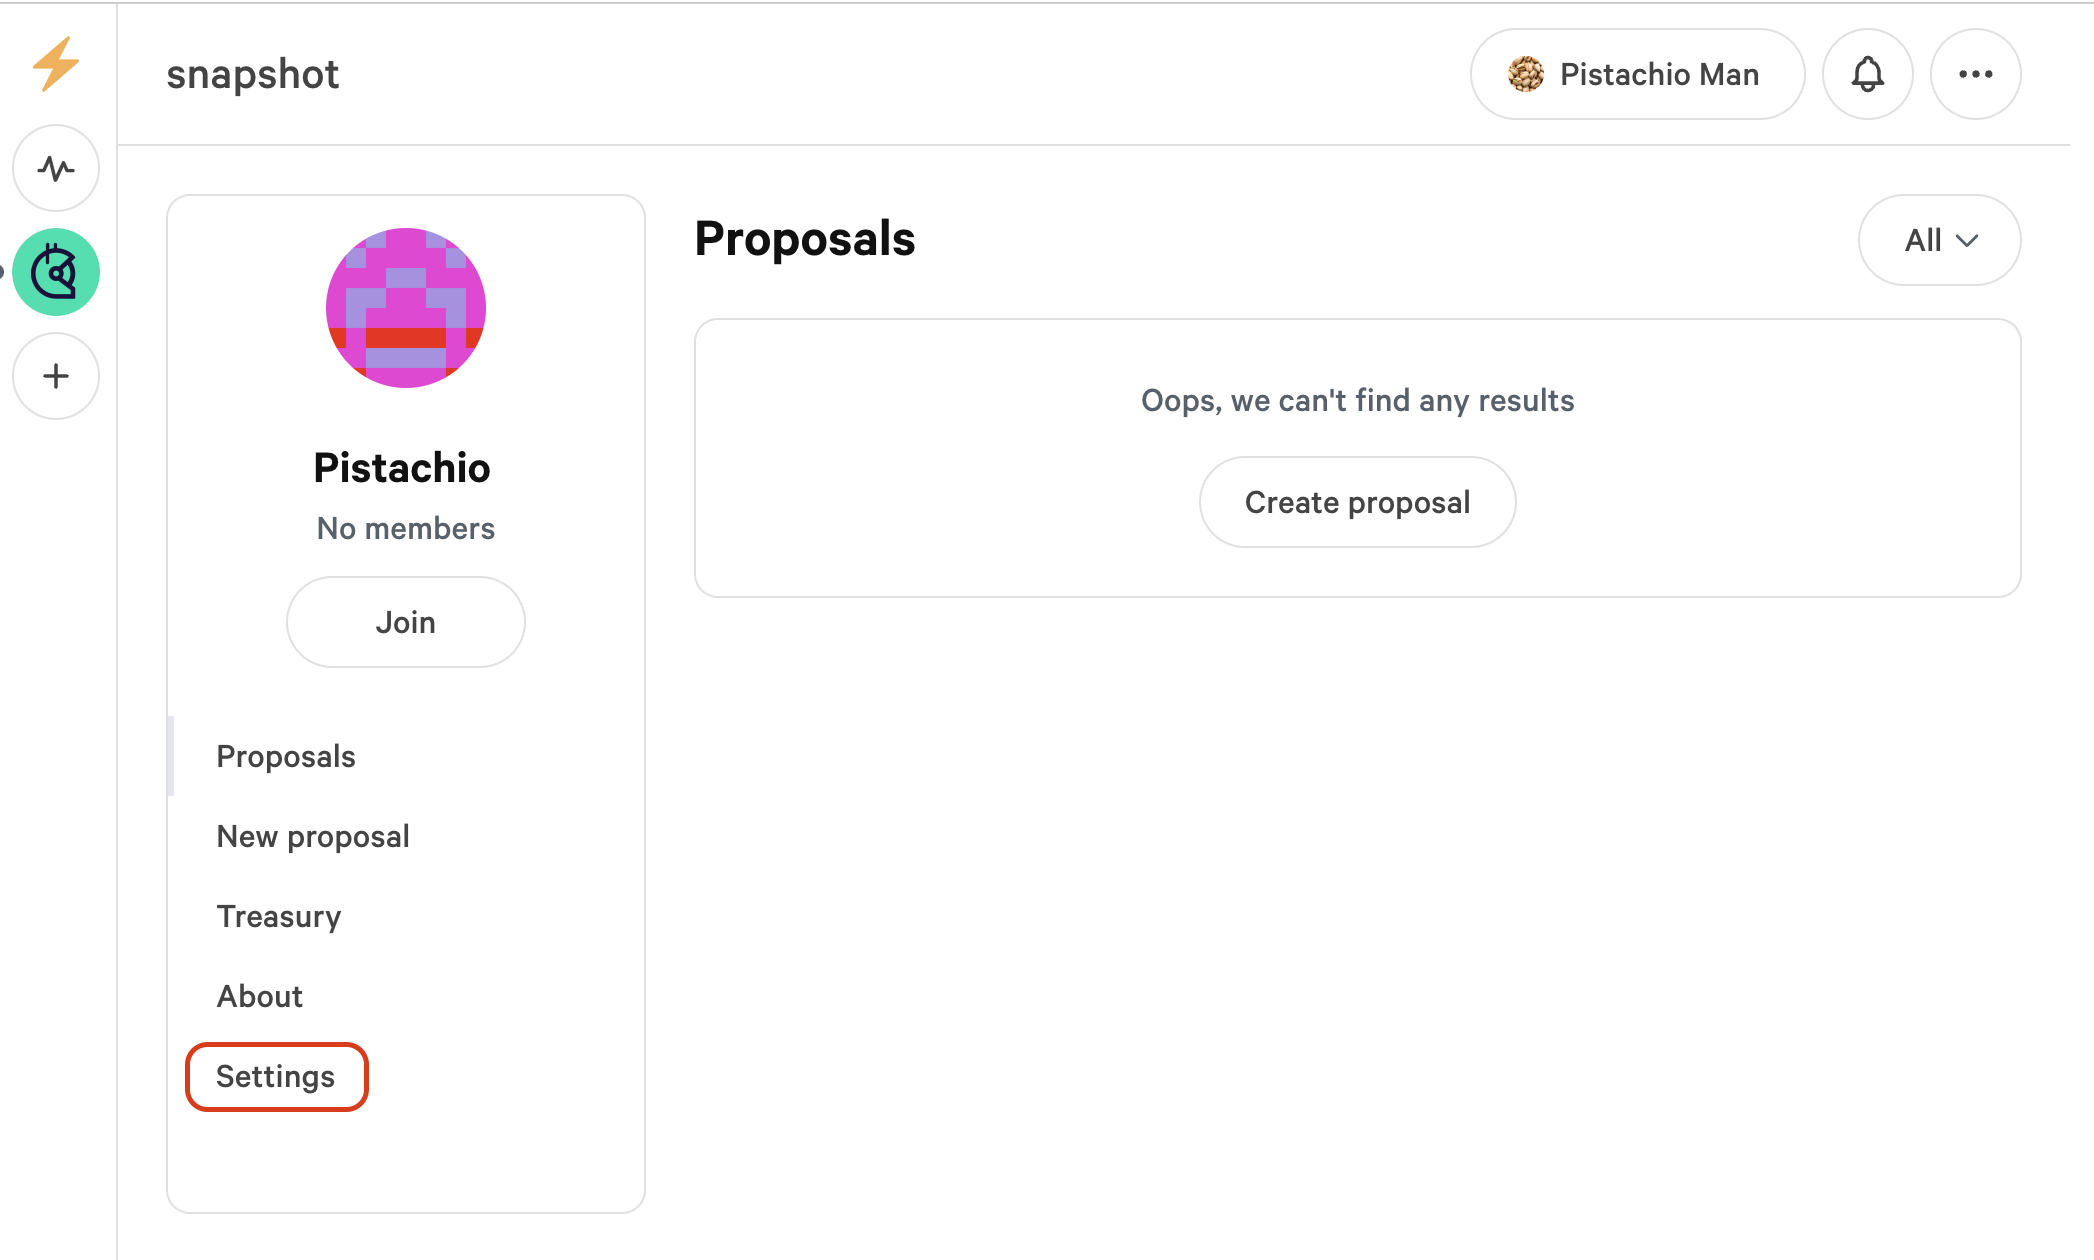 snapshot
Pistachio Man
Pistachio
No members
Join
Proposals
New proposal
Treasury
About
Settings
Proposals
All
Oops, we can't find any results
Create proposal